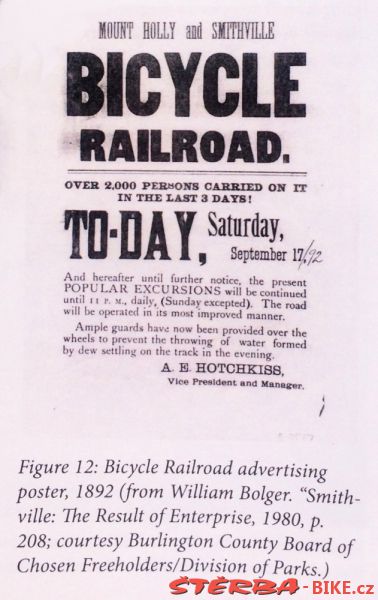 MOUNT HOLLY and SMITHVILLE
BICYCLE
RAILROAD.
OVER 2,000 PERSONS CARRIED ON IT
IN THE LAST 3 DAYS!
TO-DAY, Saturday,
September 17/92
And hereafter until further notice, the present
POPULAR EXCURSIONS will be continued
until 11 P. M., daily, (Sunday excepted). The road
will be operated in its most improved manner.
Ample guards have now been provided over the
wheels to prevent the throwing of water formed
by dew settling on the track in the evening.
A. E. HOTCHKISS,
Vice President and Manager.
Figure 12: Bicycle Railroad advertising
poster, 1892 (from William Bolger. “Smith-
ville: The Result of Enterprise, 1980, p.
208; courtesy Burlington County Board of
Chosen Freeholders/Division of Parks.)
ŠTĚRBA-BIKE.cz